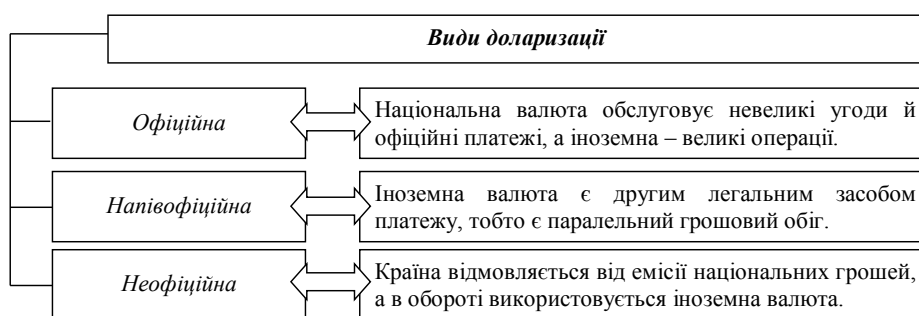 Види доларизації
Офіційна
Національна валюта обслуговує невеликі угоди й
офіційні платежі, а іноземна – великі операції.
Напівофіційна
Іноземна валюта є другим легальним засобом
платежу, тобто є паралельний грошовий обіг.
Неофіційна
Країна відмовляється від емісії національних грошей,
а в обороті використовується іноземна валюта.